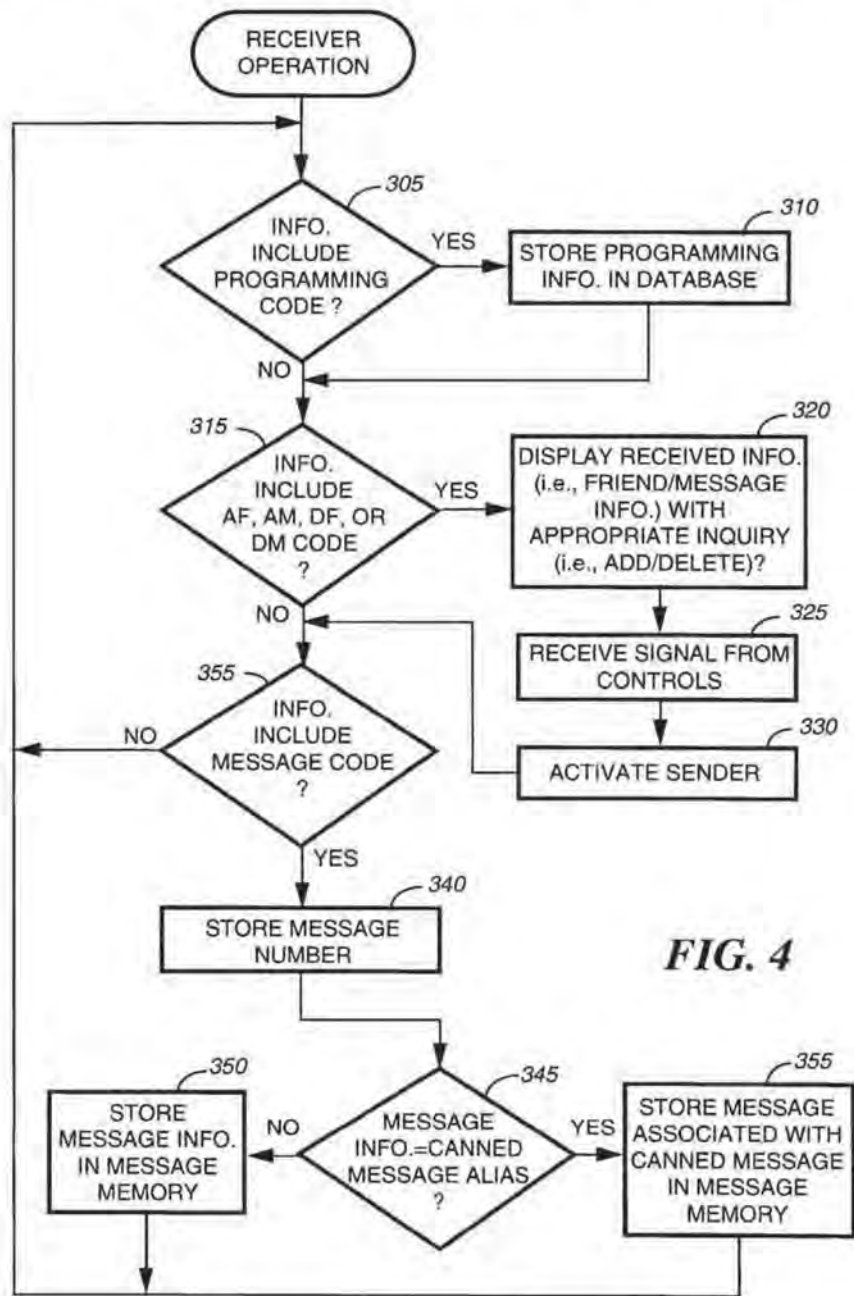 RECEIVER
OPERATION
305
INFO.
INCLUDE
PROGRAMMING
CODE ?
YES
310
STORE PROGRAMMING
INFO. IN DATABASE
NO
315
INFO.
INCLUDE
AF, AM, DF, OR
DM CODE
?
YES
320
DISPLAY RECEIVED INFO.
(i.e., FRIEND/MESSAGE
INFO.) WITH
APPROPRIATE INQUIRY
(i.e., ADD/DELETE)?
NO
325
RECEIVE SIGNAL FROM
CONTROLS
355
INFO.
INCLUDE
MESSAGE CODE
?
NO
330
ACTIVATE SENDER
YES
340
STORE MESSAGE
NUMBER
FIG. 4
345
MESSAGE
INFO.=CANNED
MESSAGE ALIAS
?
NO
350
STORE
MESSAGE INFO.
IN MESSAGE
MEMORY
YES
355
STORE MESSAGE
ASSOCIATED WITH
CANNED MESSAGE
IN MESSAGE
MEMORY